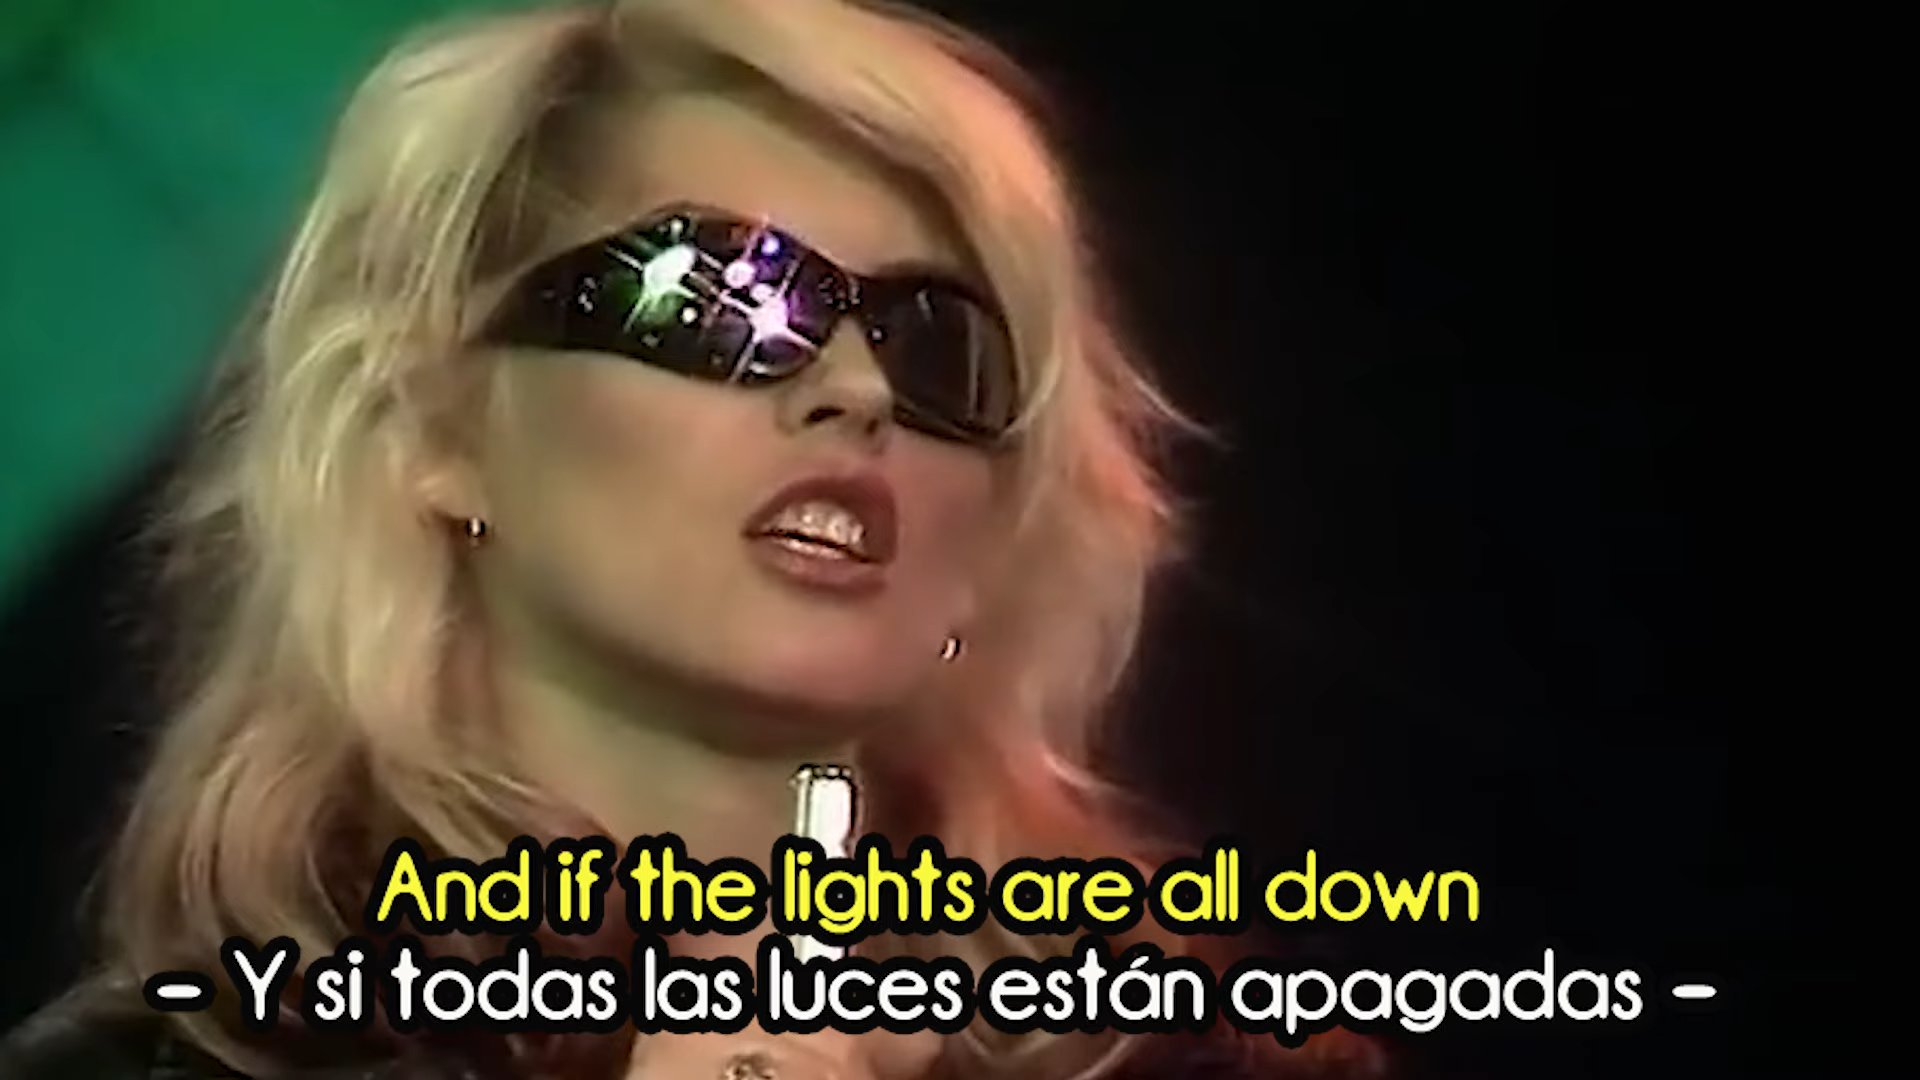 And if the lights are all down
- Y si todas las luces están apagadas -